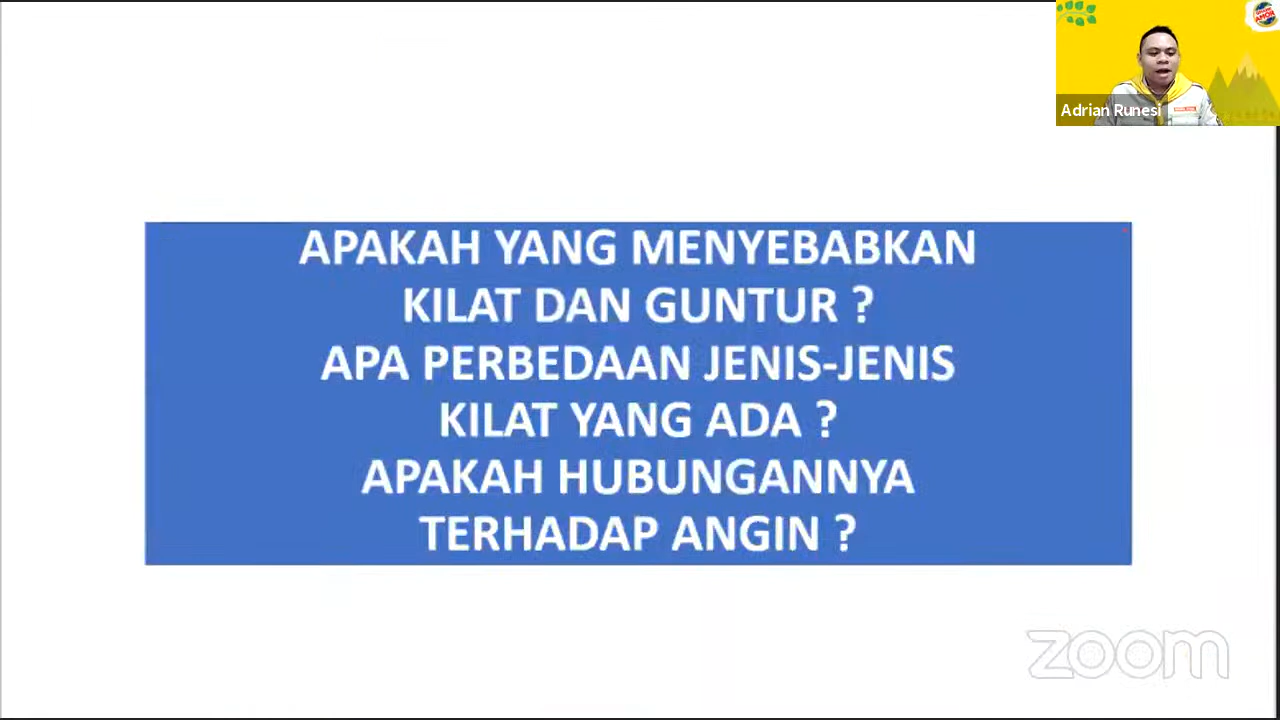 Adrian Runesi
APAKAH YANG MENYEBABKAN
KILAT DAN GUNTUR ?
APA PERBEDAAN JENIS-JENIS
KILAT YANG ADA ?
APAKAH HUBUNGANNYA
TERHADAP ANGIN ?
zoom